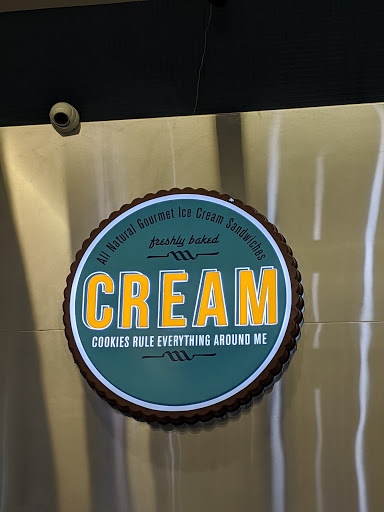 All Natural Gourmet Ice Cream Sandwiches
freshly baked
CREAM
COOKIES RULE EVERYTHING AROUND ME